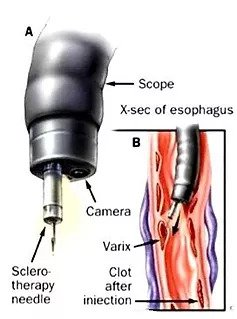 A
Scope
X-sec of esophagus
B
Camera
Varix
Sclero-
therapy
needle
Clot
after
injection